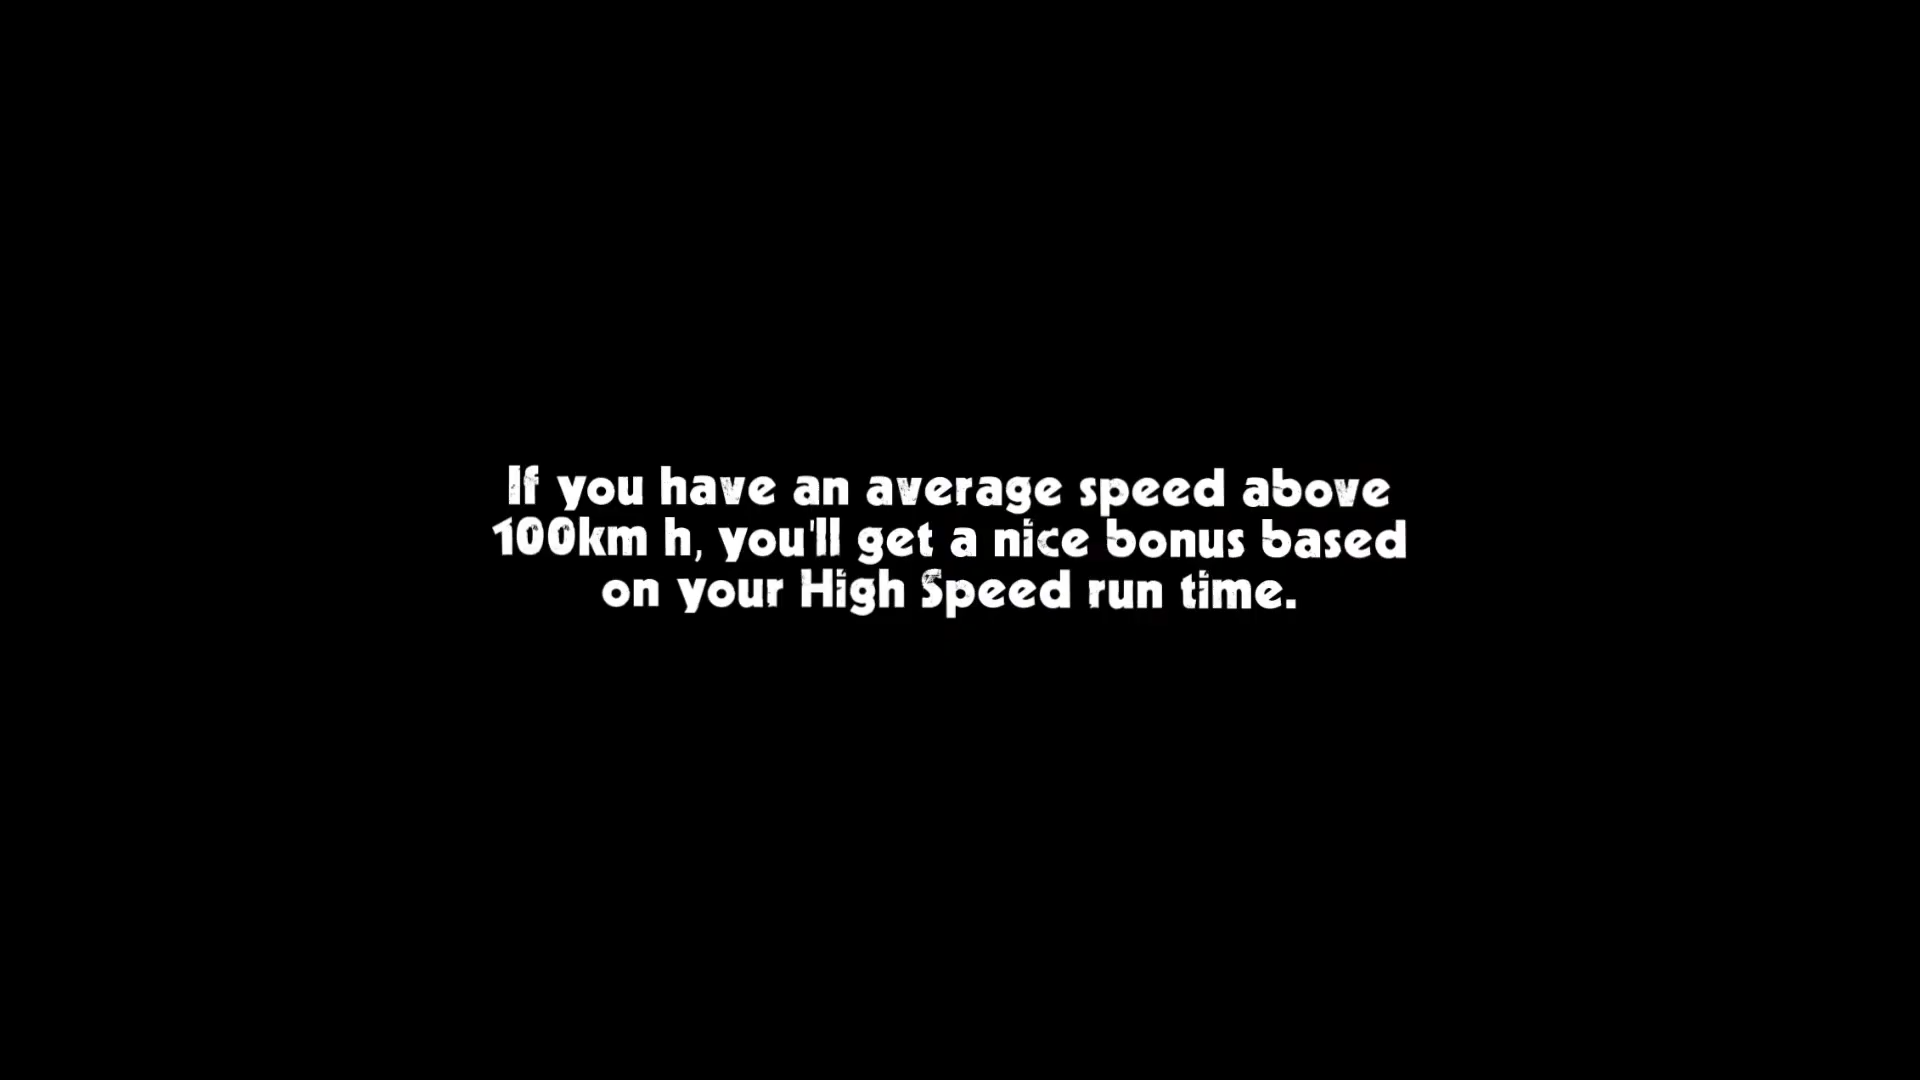 If you have an average speed above
100km h, you'll get a nice bonus based
on your High Speed run time.